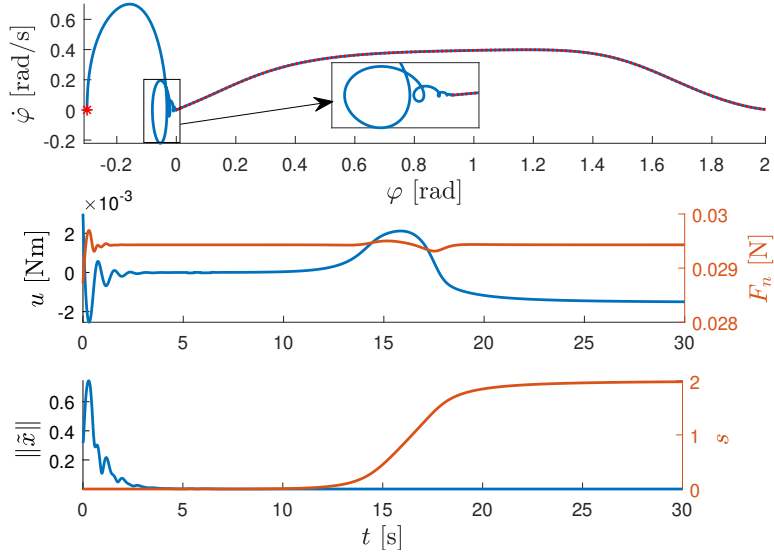 0.6
0.4
0.2
0
-0.2
φ̇ [rad/s]
-0.2 0 0.2 0.4 0.6 0.8 1 1.2 1.4 1.6 1.8 2
φ [rad]
×10⁻³
2
0
-2
u [Nm]
0.03
0.029
0.028
Fₙ [N]
0 5 10 15 20 25 30
0.6
0.4
0.2
||x̃||
2
1
0
s
0 5 10 15 20 25 30
t [s]